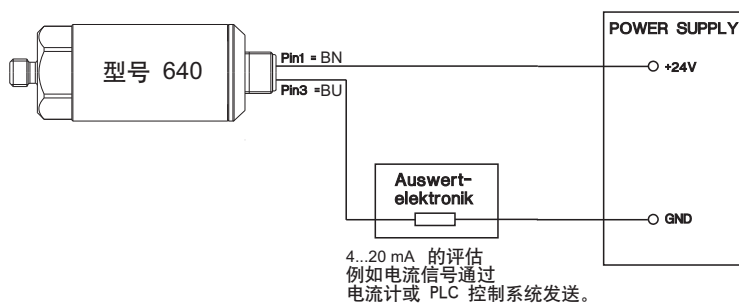 POWER SUPPLY
型号 640
Pin1 = BN
+24V
Pin3 =BU
Auswert-
elektronik
GND
4...20 mA 的评估
例如电流信号通过
电流计或 PLC 控制系统发送。